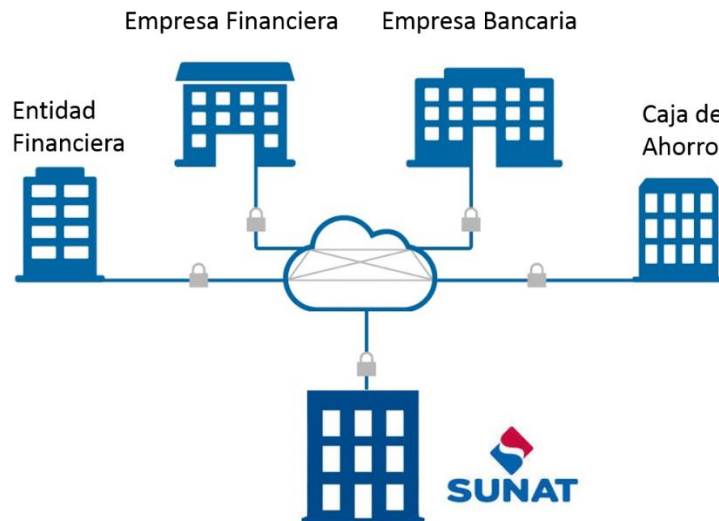 Empresa Financiera
Empresa Bancaria
Entidad
Financiera
Caja de
Ahorro
SUNAT